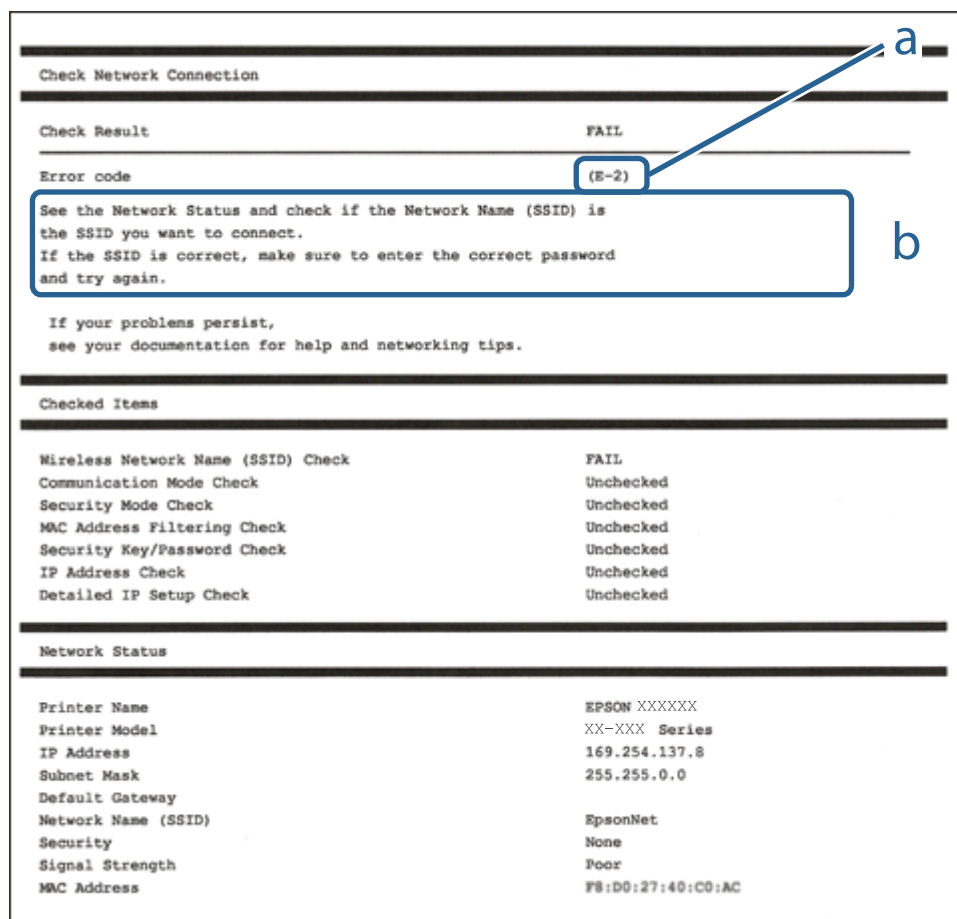 a
Check Network Connection
Check Result FAIL
Error code (E-2)
See the Network Status and check if the Network Name (SSID) is
the SSID you want to connect.
If the SSID is correct, make sure to enter the correct password
and try again.
b
If your problems persist,
see your documentation for help and networking tips.
Checked Items
Wireless Network Name (SSID) Check FAIL
Communication Mode Check Unchecked
Security Mode Check Unchecked
MAC Address Filtering Check Unchecked
Security Key/Password Check Unchecked
IP Address Check Unchecked
Detailed IP Setup Check Unchecked
Network Status
Printer Name EPSON XXXXXX
Printer Model XX-XXX Series
IP Address 169.254.137.8
Subnet Mask 255.255.0.0
Default Gateway
Network Name (SSID) EpsonNet
Security None
Signal Strength Poor
MAC Address F8:D0:27:40:C0:AC